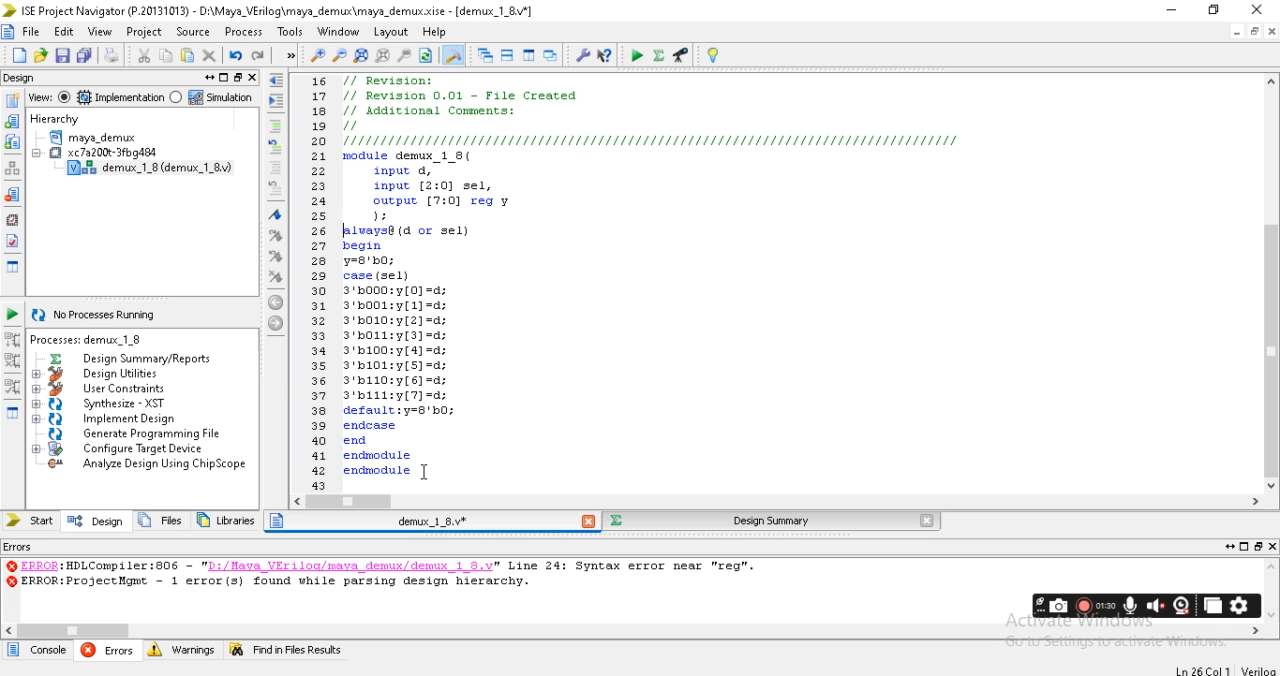 ISE Project Navigator (P.20131013) - D:\Maya_VErilog\maya_demux\maya_demux.xise - [demux_1_8.v*]
File Edit View Project Source Process Tools Window Layout Help
»
Design
View: Implementation Simulation
Hierarchy
maya_demux
xc7a200t-3fbg484
demux_1_8 (demux_1_8.v)
No Processes Running
Processes: demux_1_8
Design Summary/Reports
Design Utilities
User Constraints
Synthesize - XST
Implement Design
Generate Programming File
Configure Target Device
Analyze Design Using ChipScope
Start Design Files Libraries
16 // Revision:
17 // Revision 0.01 - File Created
18 // Additional Comments:
19 //
20 //////////////////////////////////////////////////////////////////////////////////
21 module demux_1_8(
22 input d,
23 input [2:0] sel,
24 output [7:0] reg y
25 );
26 always@(d or sel)
27 begin
28 y=8'b0;
29 case(sel)
30 3'b000:y[0]=d;
31 3'b001:y[1]=d;
32 3'b010:y[2]=d;
33 3'b011:y[3]=d;
34 3'b100:y[4]=d;
35 3'b101:y[5]=d;
36 3'b110:y[6]=d;
37 3'b111:y[7]=d;
38 default:y=8'b0;
39 endcase
40 end
41 endmodule
42 endmodule
43
demux_1_8.v* Design Summary
Errors
ERROR:HDLCompiler:806 - "D:/Maya_VErilog/maya_demux/demux_1_8.v" Line 24: Syntax error near "reg".
ERROR:ProjectMgmt - 1 error(s) found while parsing design hierarchy.
01:30
Activate Windows
Go to Settings to activate Windows.
Console Errors Warnings Find in Files Results
Ln 26 Col 1 Verilog